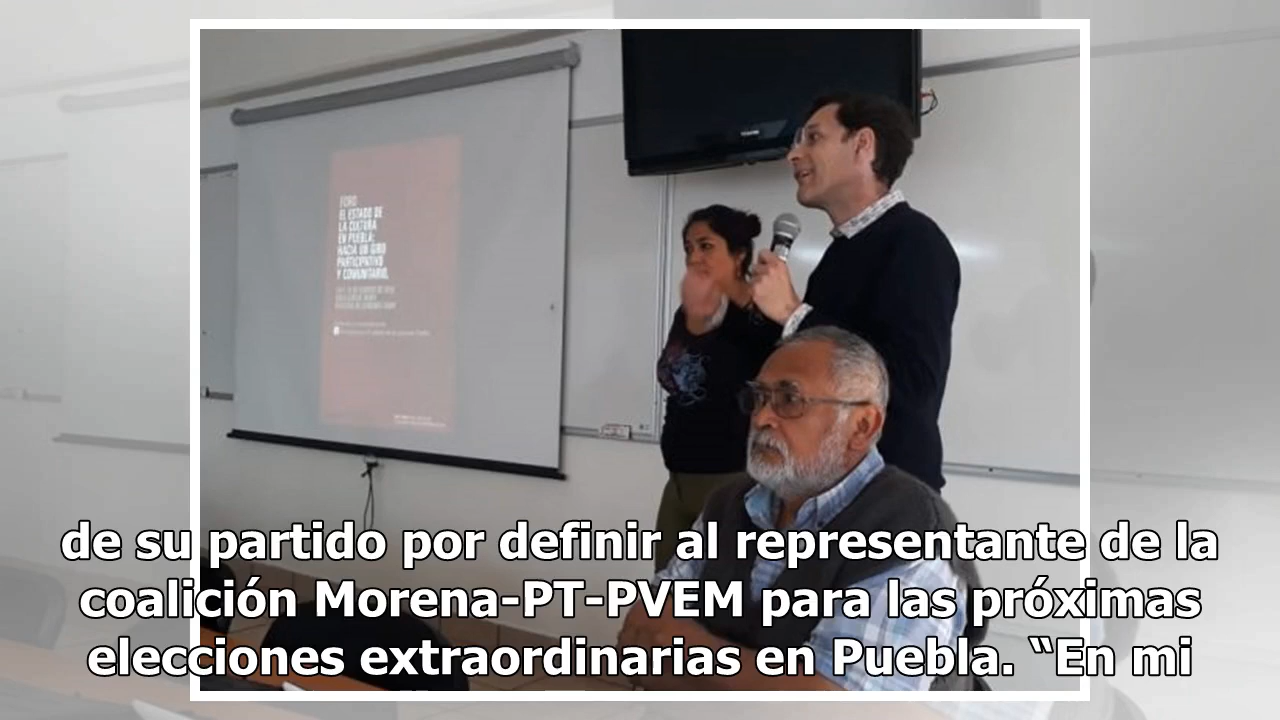 FORO
EL ESTADO DE
LA CULTURA
EN PUEBLA:
HACIA UN GIRO
PARTICIPATIVO
Y COMUNITARIO.
TOSHIBA
de su partido por definir al representante de la
coalición Morena-PT-PVEM para las próximas
elecciones extraordinarias en Puebla. “En mi